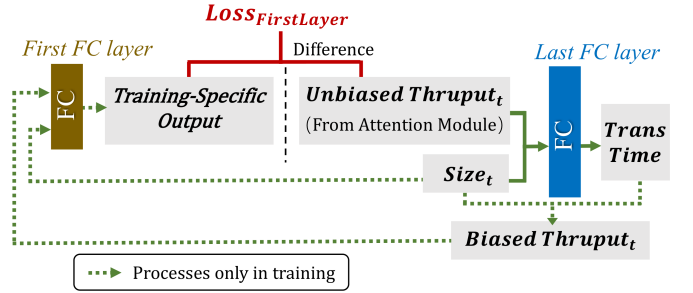 Loss_FirstLayer
Difference
First FC layer
Last FC layer
FC
Training-Specific
Output
Unbiased Thruput_t
(From Attention Module)
FC
Trans
Time
Size_t
Biased Thruput_t
Processes only in training